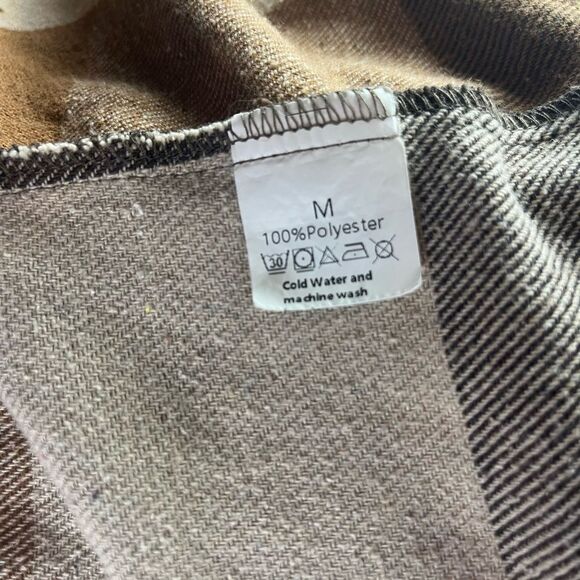 M
100%Polyester
30
Cold Water and
machine wash